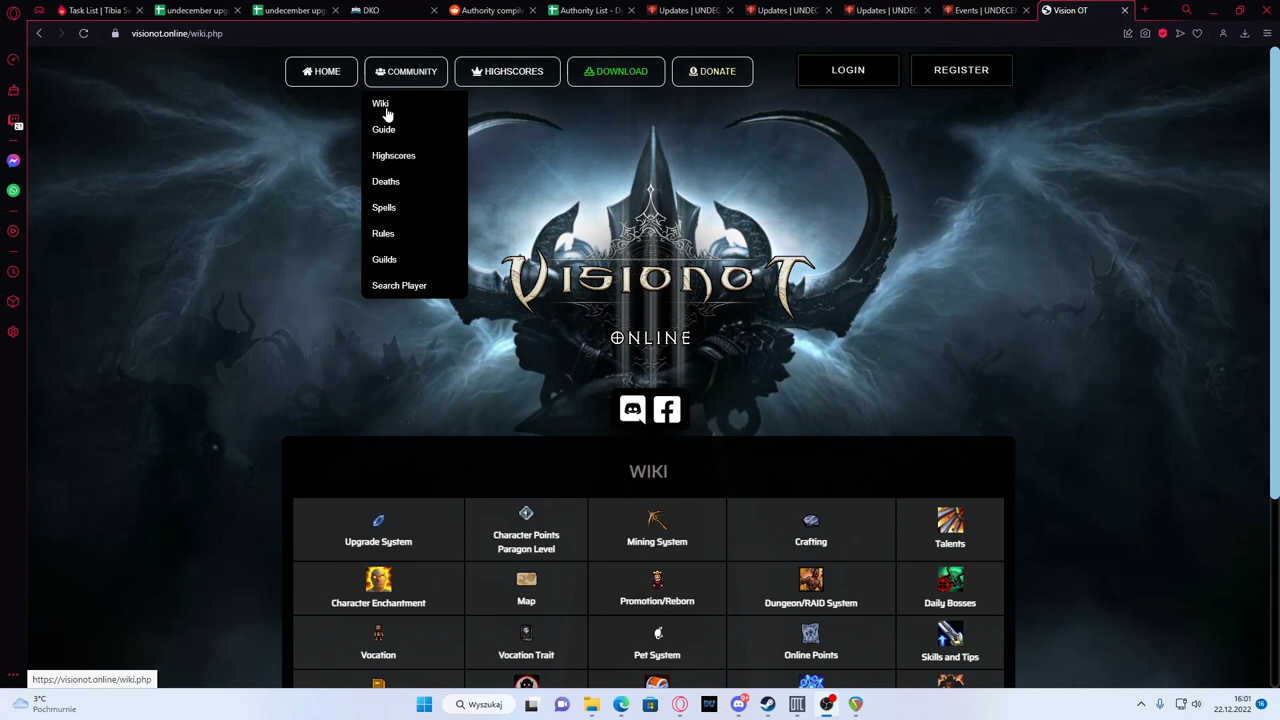 Task List | Tibia Sv
undecember upg
undecember upg
DKO
Authority compile
Authority List - Dy
Updates | UNDEC
Updates | UNDEC
Updates | UNDEC
Events | UNDECE
Vision OT
visionot.online/wiki.php
HOME
COMMUNITY
HIGHSCORES
DOWNLOAD
DONATE
LOGIN
REGISTER
Wiki
Guide
Highscores
Deaths
Spells
Rules
Guilds
Search Player
VISIONOT
ONLINE
WIKI
Upgrade System
Character Points
Paragon Level
Mining System
Crafting
Talents
Character Enchantment
Map
Promotion/Reborn
Dungeon/RAID System
Daily Bosses
Vocation
Vocation Trait
Pet System
Online Points
Skills and Tips
https://visionot.online/wiki.php
3°C
Pochmurnie
Wyszukaj
16:01
22.12.2022